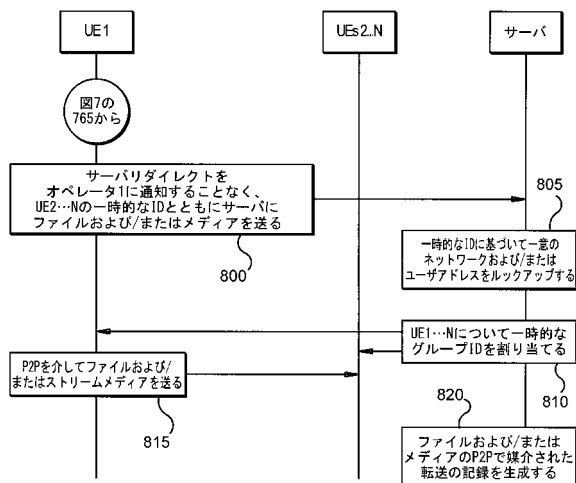 UE1
UEs2..N
サーバ
図7の
765から
サーバリダイレクトを
オペレータ1に通知することなく、
UE2…Nの一時的なIDとともにサーバに
ファイルおよび/またはメディアを送る
800
805
一時的なIDに基づいて一意の
ネットワークおよび/または
ユーザアドレスをルックアップする
UE1…Nについて一時的な
グループIDを割り当てる
810
P2Pを介してファイルおよび/
またはストリームメディアを送る
815
820
ファイルおよび/または
メディアのP2Pで媒介された
転送の記録を生成する